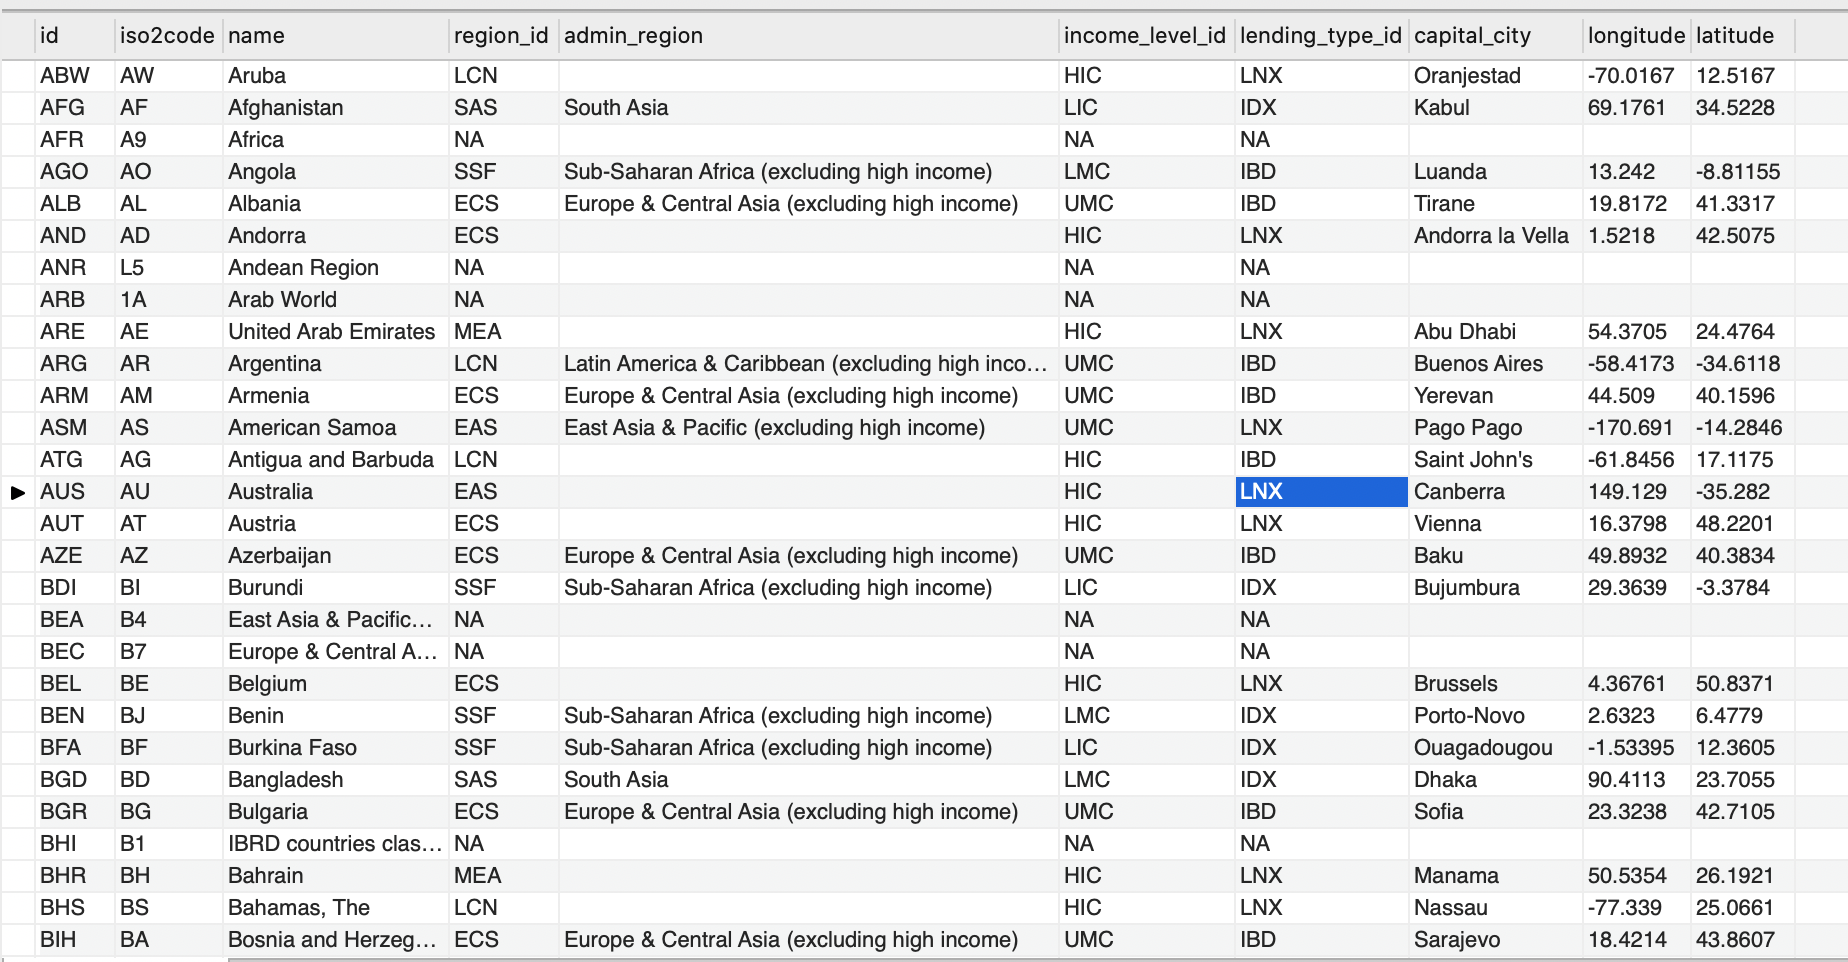 id iso2code name region_id admin_region income_level_id lending_type_id capital_city longitude latitude
ABW AW Aruba LCN HIC LNX Oranjestad -70.0167 12.5167
AFG AF Afghanistan SAS South Asia LIC IDX Kabul 69.1761 34.5228
AFR A9 Africa NA NA NA
AGO AO Angola SSF Sub-Saharan Africa (excluding high income) LMC IBD Luanda 13.242 -8.81155
ALB AL Albania ECS Europe & Central Asia (excluding high income) UMC IBD Tirane 19.8172 41.3317
AND AD Andorra ECS HIC LNX Andorra la Vella 1.5218 42.5075
ANR L5 Andean Region NA NA NA
ARB 1A Arab World NA NA NA
ARE AE United Arab Emirates MEA HIC LNX Abu Dhabi 54.3705 24.4764
ARG AR Argentina LCN Latin America & Caribbean (excluding high inco... UMC IBD Buenos Aires -58.4173 -34.6118
ARM AM Armenia ECS Europe & Central Asia (excluding high income) UMC IBD Yerevan 44.509 40.1596
ASM AS American Samoa EAS East Asia & Pacific (excluding high income) UMC LNX Pago Pago -170.691 -14.2846
ATG AG Antigua and Barbuda LCN HIC IBD Saint John's -61.8456 17.1175
AUS AU Australia EAS HIC LNX Canberra 149.129 -35.282
AUT AT Austria ECS HIC LNX Vienna 16.3798 48.2201
AZE AZ Azerbaijan ECS Europe & Central Asia (excluding high income) UMC IBD Baku 49.8932 40.3834
BDI BI Burundi SSF Sub-Saharan Africa (excluding high income) LIC IDX Bujumbura 29.3639 -3.3784
BEA B4 East Asia & Pacific... NA NA NA
BEC B7 Europe & Central A... NA NA NA
BEL BE Belgium ECS HIC LNX Brussels 4.36761 50.8371
BEN BJ Benin SSF Sub-Saharan Africa (excluding high income) LMC IDX Porto-Novo 2.6323 6.4779
BFA BF Burkina Faso SSF Sub-Saharan Africa (excluding high income) LIC IDX Ouagadougou -1.53395 12.3605
BGD BD Bangladesh SAS South Asia LMC IDX Dhaka 90.4113 23.7055
BGR BG Bulgaria ECS Europe & Central Asia (excluding high income) UMC IBD Sofia 23.3238 42.7105
BHI B1 IBRD countries clas... NA NA NA
BHR BH Bahrain MEA HIC LNX Manama 50.5354 26.1921
BHS BS Bahamas, The LCN HIC LNX Nassau -77.339 25.0661
BIH BA Bosnia and Herzeg... ECS Europe & Central Asia (excluding high income) UMC IBD Sarajevo 18.4214 43.8607